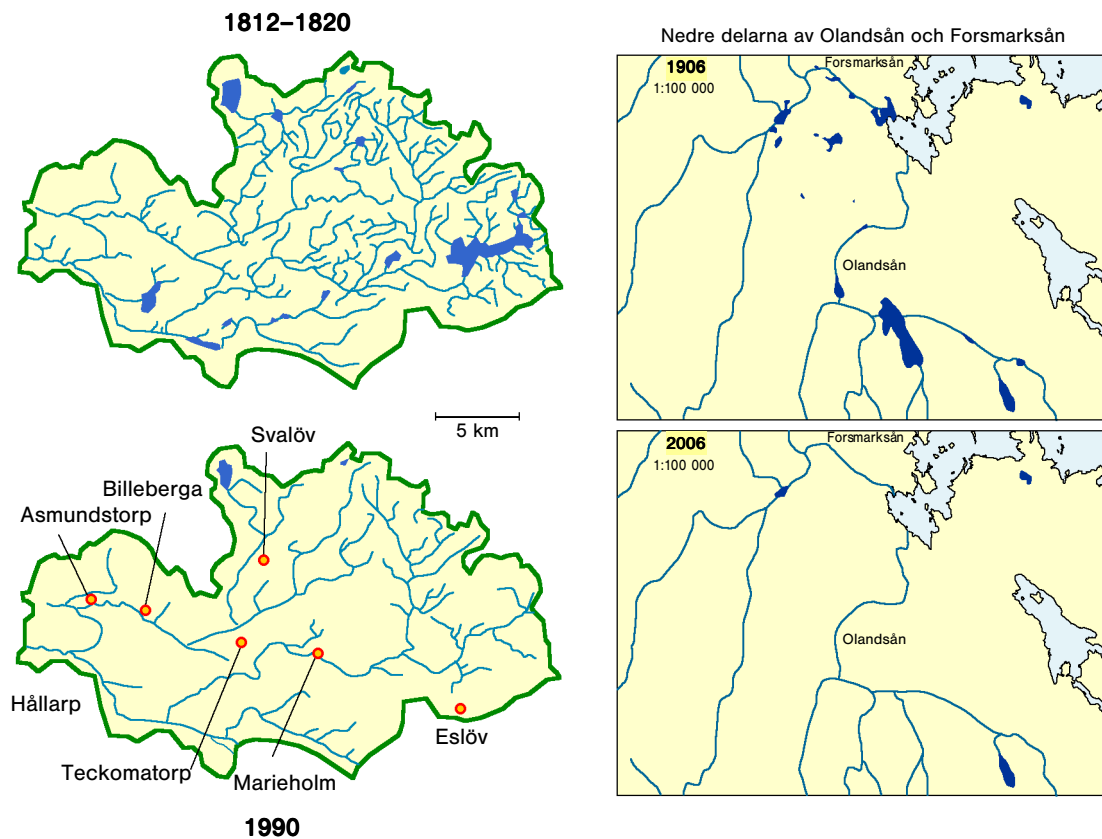 1812–1820
5 km
Svalöv
Billeberga
Asmundstorp
Hållarp
Eslöv
Teckomatorp
Marieholm
1990
Nedre delarna av Olandsån och Forsmarksån
Forsmarksån
1906
1:100 000
Olandsån
Forsmarksån
2006
1:100 000
Olandsån